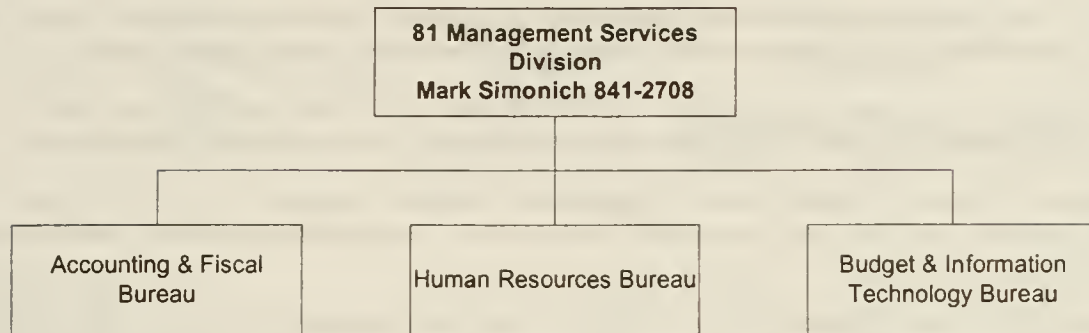 81 Management Services
Division
Mark Simonich 841-2708
Accounting & Fiscal
Bureau
Human Resources Bureau
Budget & Information
Technology Bureau